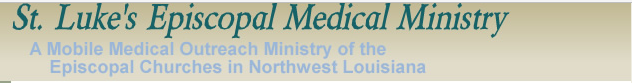 St. Luke's Episcopal Medical Ministry
A Mobile Medical Outreach Ministry of the
Episcopal Churches in Northwest Louisiana